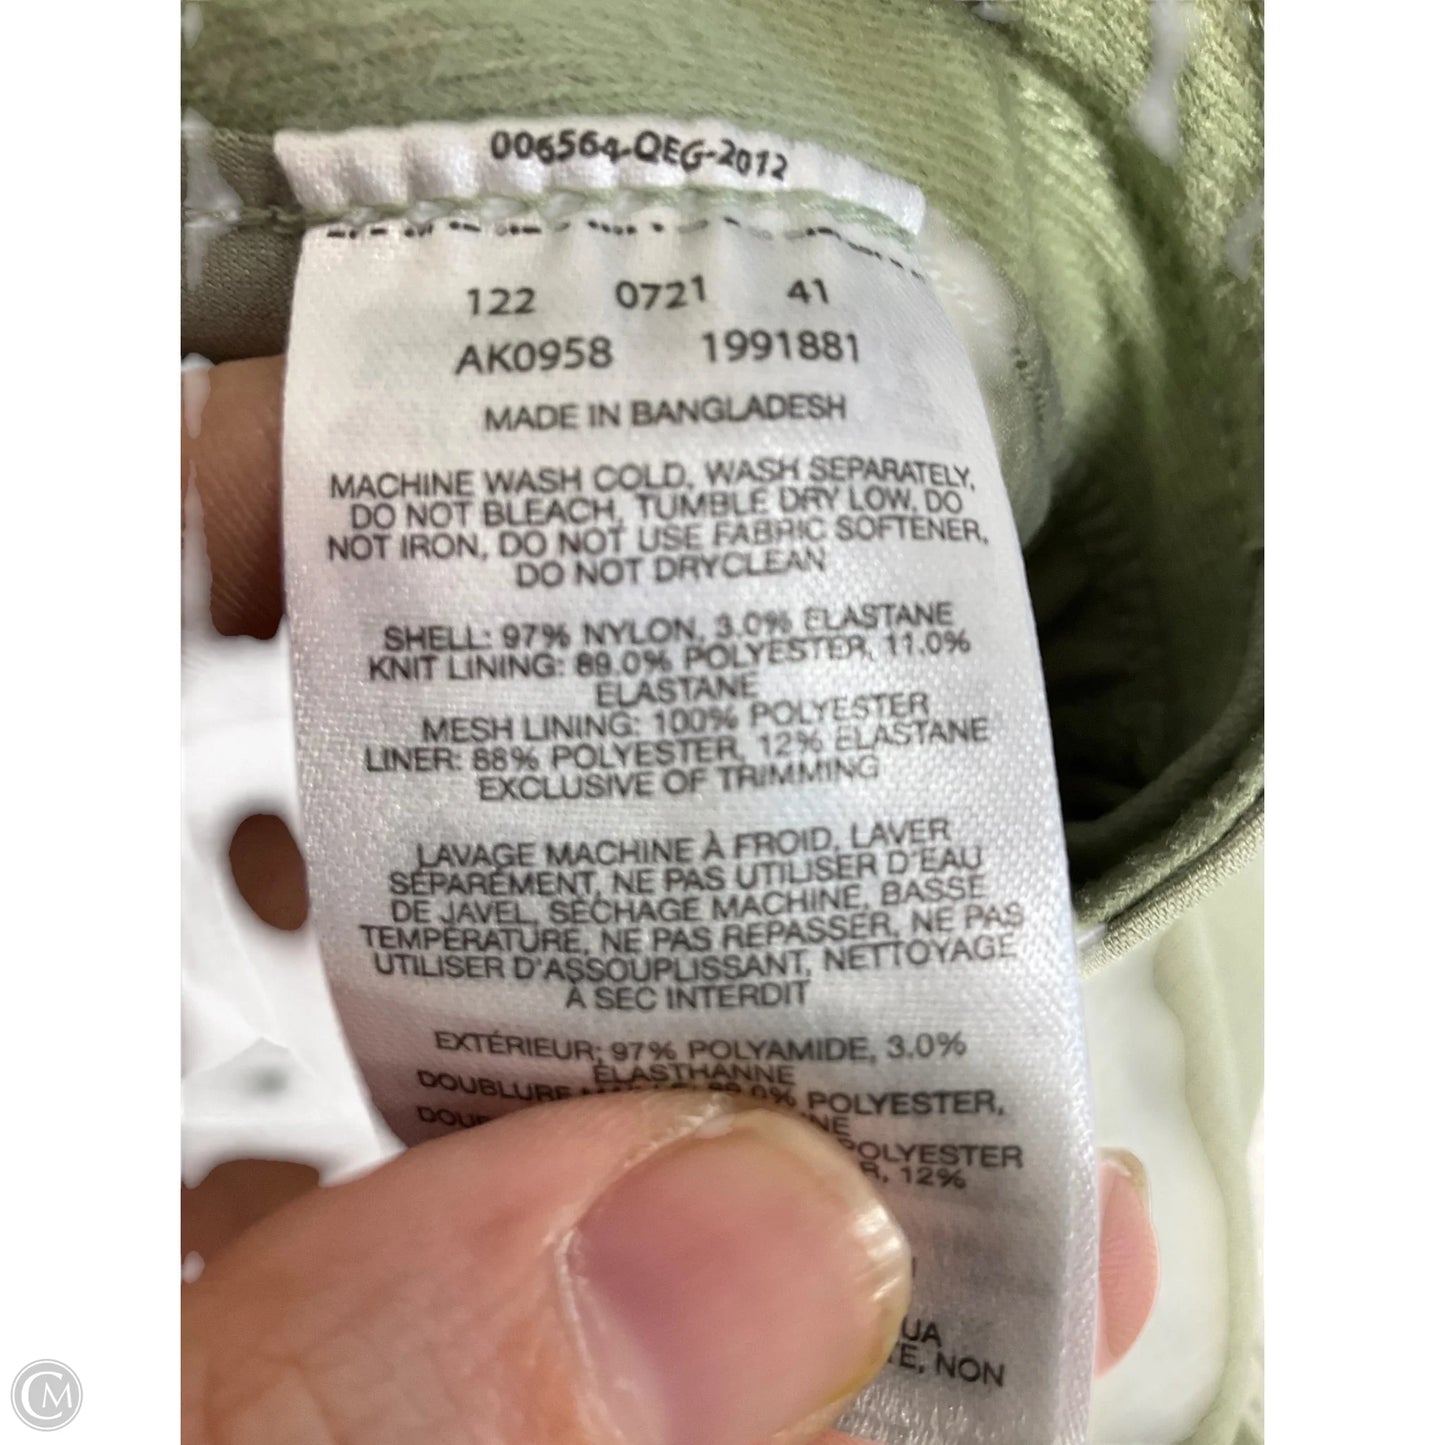 006564-QEG-2012
122 0721 41
AK0958 1991881
MADE IN BANGLADESH
MACHINE WASH COLD, WASH SEPARATELY,
DO NOT BLEACH, TUMBLE DRY LOW, DO
NOT IRON, DO NOT USE FABRIC SOFTENER,
DO NOT DRYCLEAN
SHELL: 97% NYLON, 3.0% ELASTANE
KNIT LINING: 89.0% POLYESTER, 11.0%
ELASTANE
MESH LINING: 100% POLYESTER
LINER: 88% POLYESTER, 12% ELASTANE
EXCLUSIVE OF TRIMMING
LAVAGE MACHINE À FROID, LAVER
SÉPARÉMENT, NE PAS UTILISER D'EAU
DE JAVEL, SÉCHAGE MACHINE, BASSE
TEMPÉRATURE, NE PAS REPASSER, NE PAS
UTILISER D'ASSOUPLISSANT, NETTOYAGE
À SEC INTERDIT
EXTÉRIEUR: 97% POLYAMIDE, 3.0%
ÉLASTHANNE
DOUBLURE 89.0% POLYESTER,
POLYESTER
12%
NON
CM